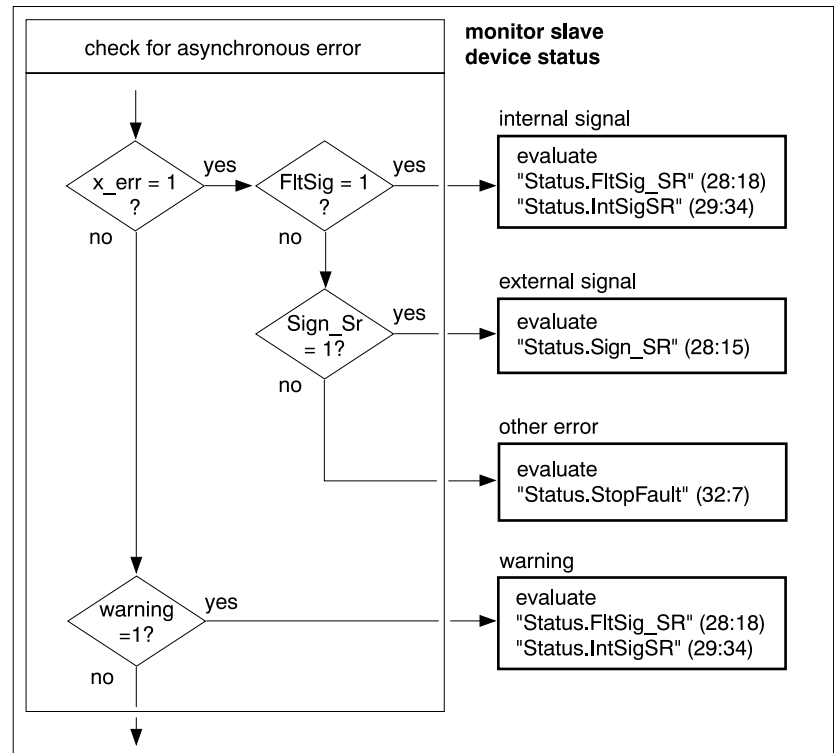 check for asynchronous error
monitor slave
device status
x_err = 1
?
yes
no
FltSig = 1
?
yes
no
internal signal
evaluate
"Status.FltSig_SR" (28:18)
"Status.IntSigSR" (29:34)
Sign_Sr
= 1?
yes
no
external signal
evaluate
"Status.Sign_SR" (28:15)
other error
evaluate
"Status.StopFault" (32:7)
warning
=1?
yes
no
warning
evaluate
"Status.FltSig_SR" (28:18)
"Status.IntSigSR" (29:34)